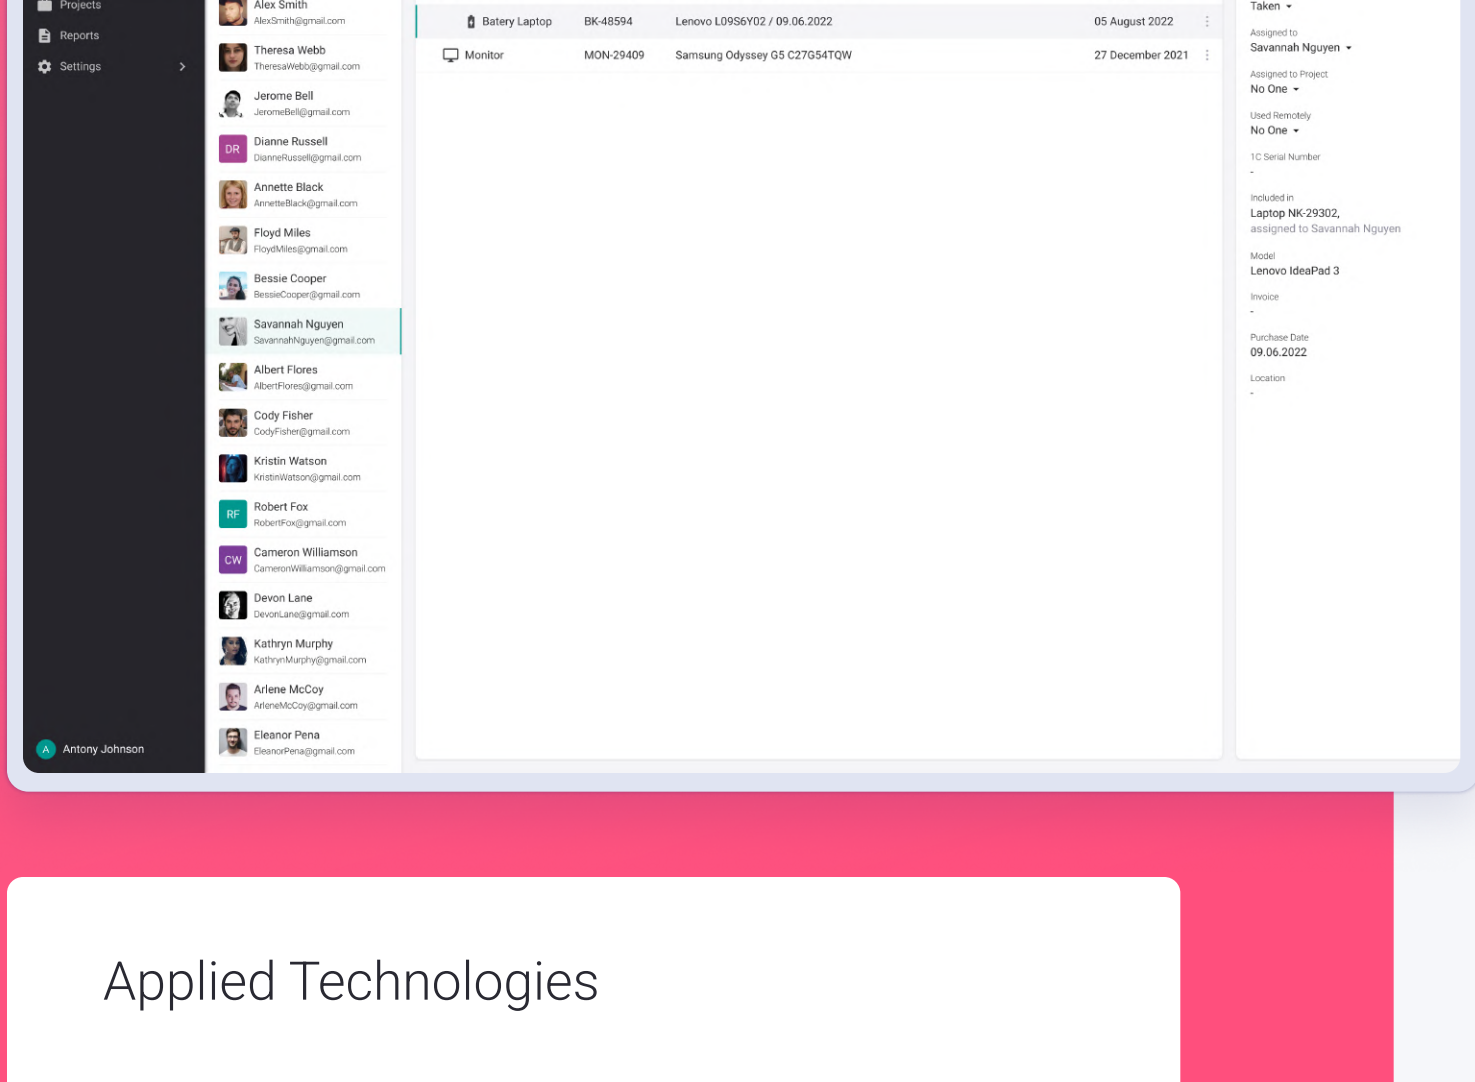 Projects
Reports
Settings
Antony Johnson
A
Alex Smith
AlexSmith@gmail.com
Theresa Webb
TheresaWebb@gmail.com
Jerome Bell
JeromeBell@gmail.com
DR
Dianne Russell
DianneRussell@gmail.com
Annette Black
AnnetteBlack@gmail.com
Floyd Miles
FloydMiles@gmail.com
Bessie Cooper
BessieCooper@gmail.com
Savannah Nguyen
SavannahNguyen@gmail.com
Albert Flores
AlbertFlores@gmail.com
Cody Fisher
CodyFisher@gmail.com
Kristin Watson
KristinWatson@gmail.com
RF
Robert Fox
RobertFox@gmail.com
CW
Cameron Williamson
CameronWilliamson@gmail.com
Devon Lane
DevonLane@gmail.com
Kathryn Murphy
KathrynMurphy@gmail.com
Arlene McCoy
ArleneMcCoy@gmail.com
Eleanor Pena
EleanorPena@gmail.com
Batery Laptop BK-48594 Lenovo L09S6Y02 / 09.06.2022 05 August 2022
Monitor MON-29409 Samsung Odyssey G5 C27G54TQW 27 December 2021
Taken
Assigned to
Savannah Nguyen
Assigned to Project
No One
Used Remotely
No One
1C Serial Number
-
Included in
Laptop NK-29302,
assigned to Savannah Nguyen
Model
Lenovo IdeaPad 3
Invoice
-
Purchase Date
09.06.2022
Location
-
Applied Technologies